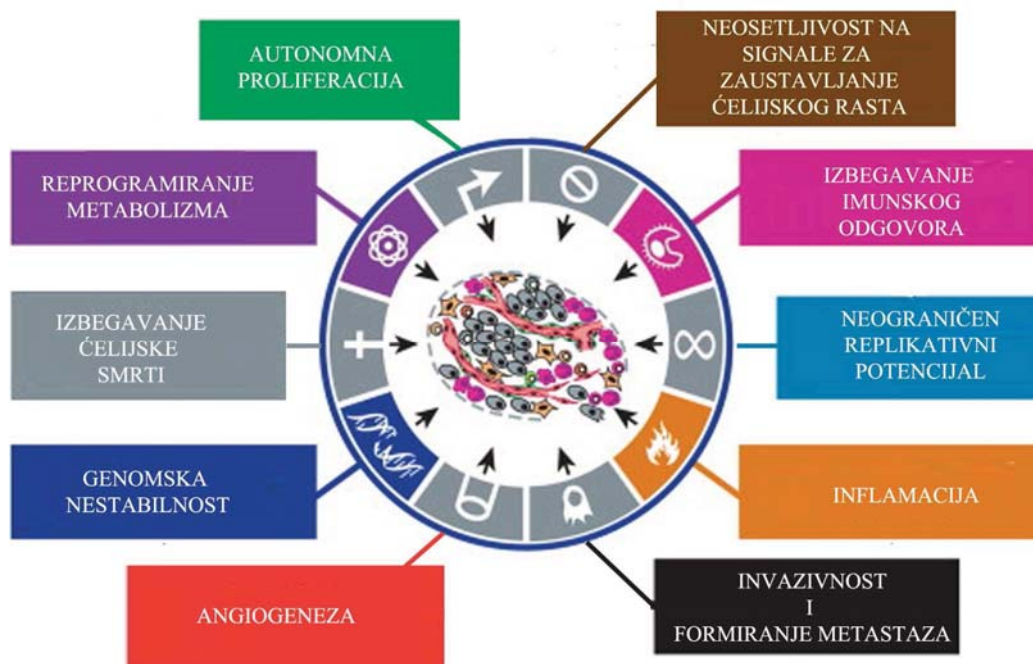 AUTONOMNA
PROLIFERACIJA
NEOSETLJIVOST NA
SIGNALE ZA
ZAUSTAVLJANJE
ĆELIJSKOG RASTA
REPROGRAMIRANJE
METABOLIZMA
IZBEGAVANJE
IMUNSKOG
ODGOVORA
IZBEGAVANJE
ĆELIJSKE
SMRTI
NEOGRANIČEN
REPLIKATIVNI
POTENCIJAL
GENOMSKA
NESTABILNOST
INFLAMACIJA
ANGIOGENEZA
INVAZIVNOST
I
FORMIRANJE METASTAZA